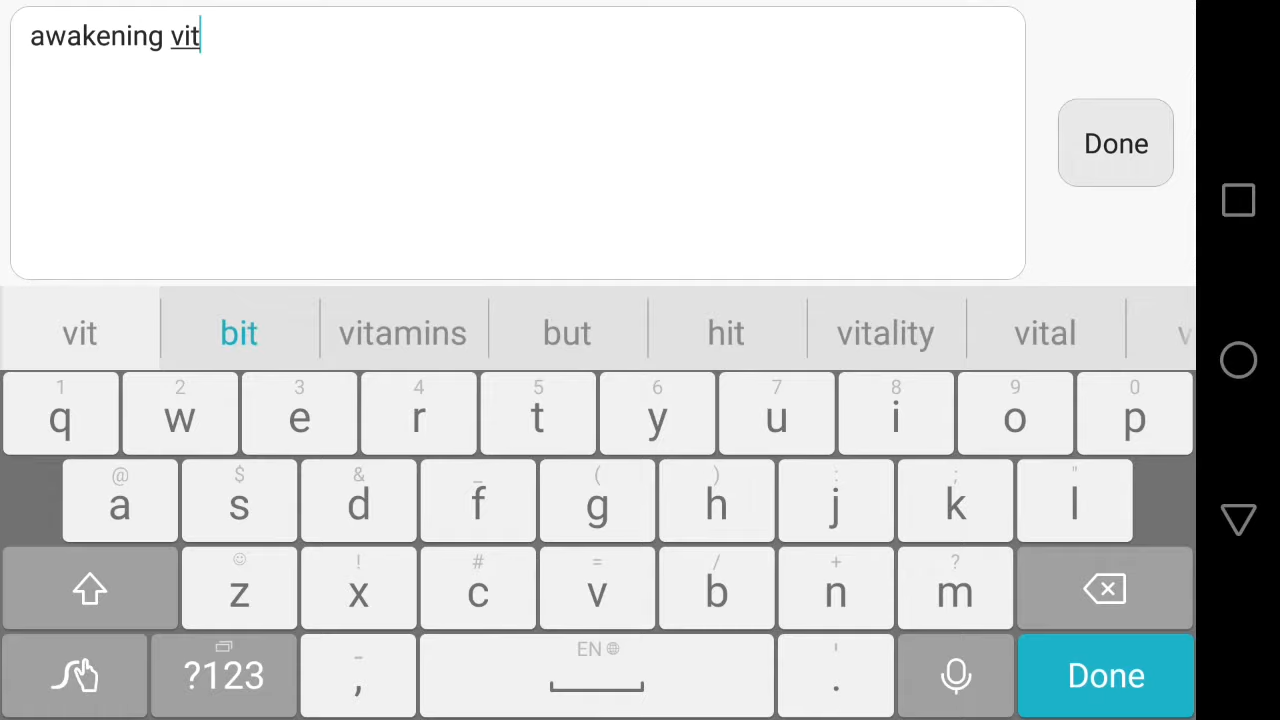 awakening vit
Done
vit bit vitamins but hit vitality vital
1 2 3 4 5 6 7 8 9 0
q w e r t y u i o p
@ $ & _ ( ) : ; "
a s d f g h j k l
! # = / + ?
z x c v b n m
- EN '
?123 , . Done